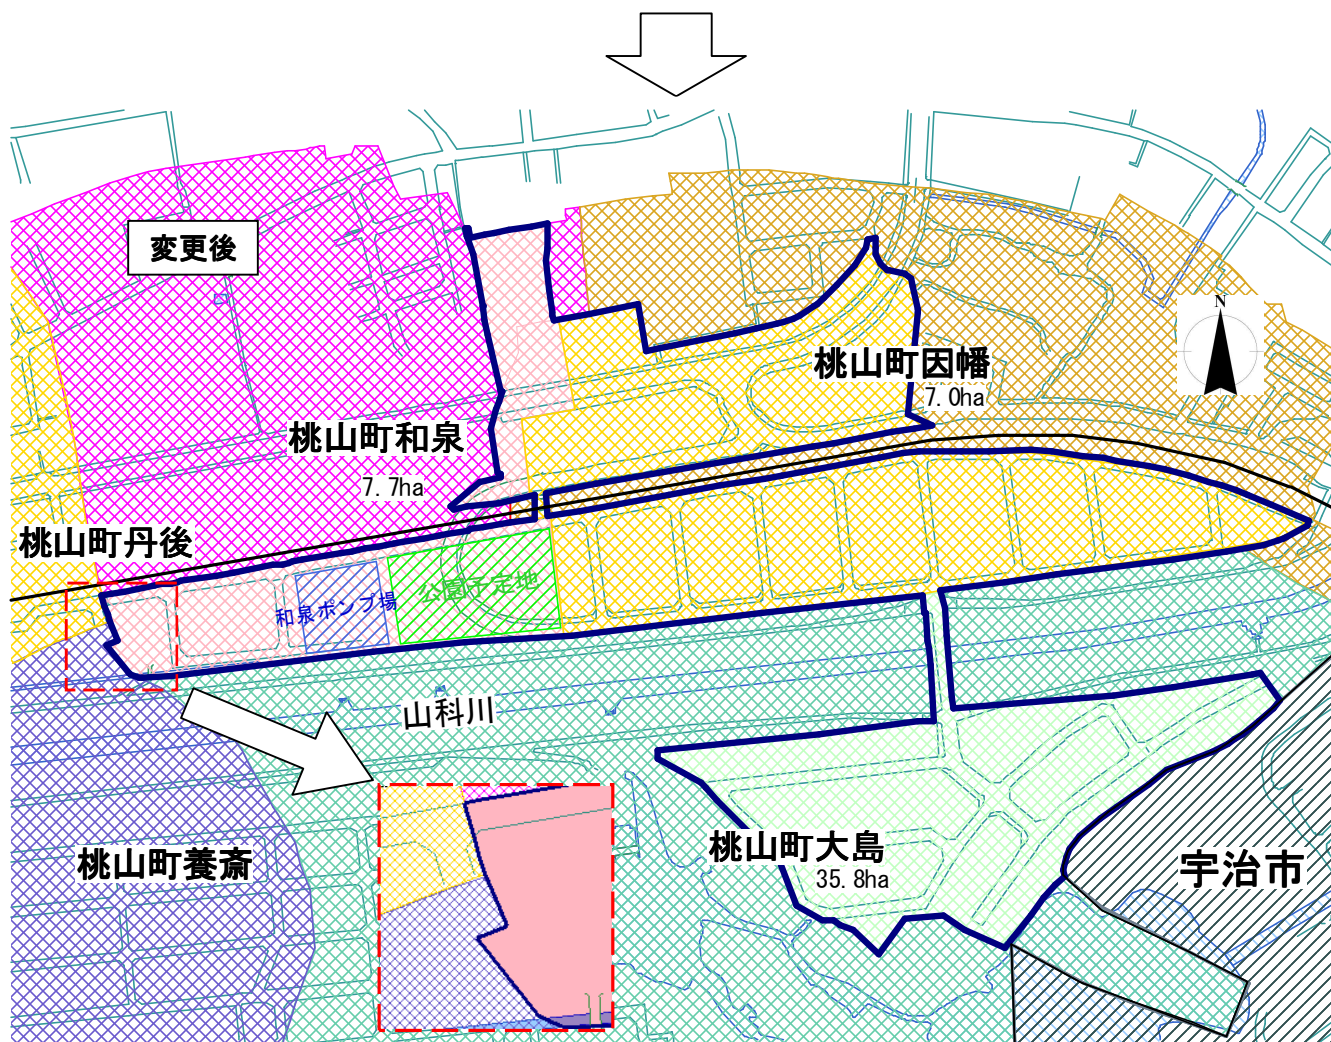 変更後
N
桃山町因幡
7.0ha
桃山町和泉
7.7ha
桃山町丹後
和泉ポンプ場
公園予定地
山科川
桃山町養斎
桃山町大島
35.8ha
宇治市